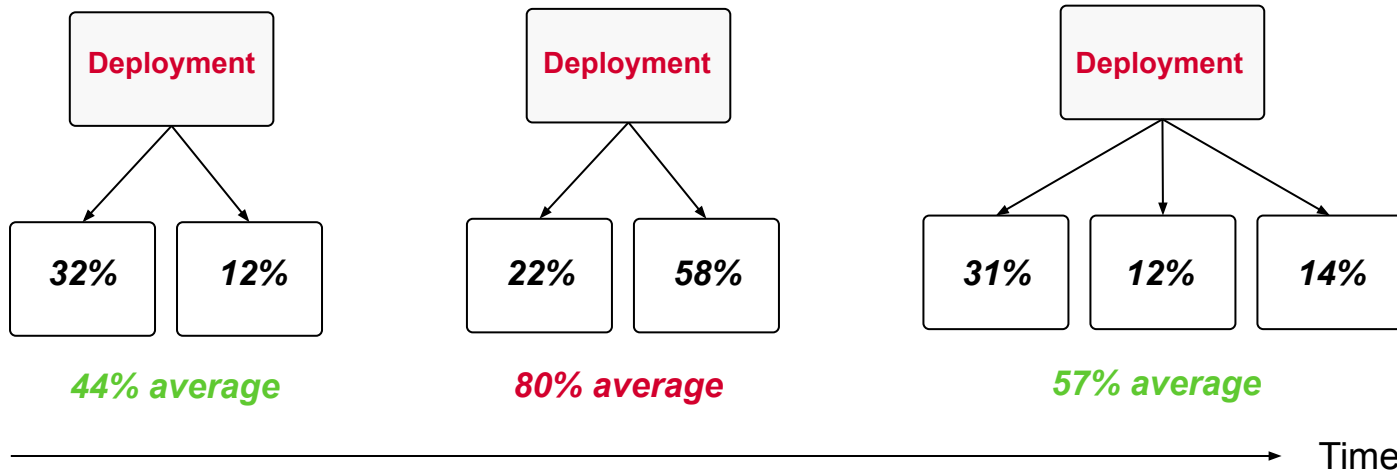 Deployment
Deployment
Deployment
32%
12%
22%
58%
31%
12%
14%
44% average
80% average
57% average
Time